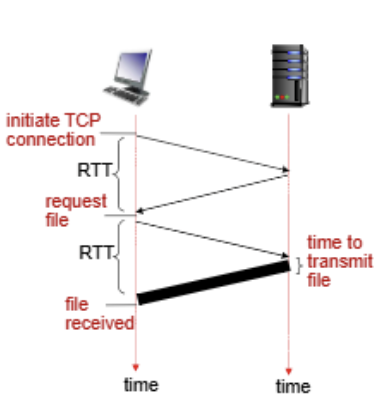 initiate TCP
connection
RTT
request
file
RTT
time to
transmit
file
file
received
time
time